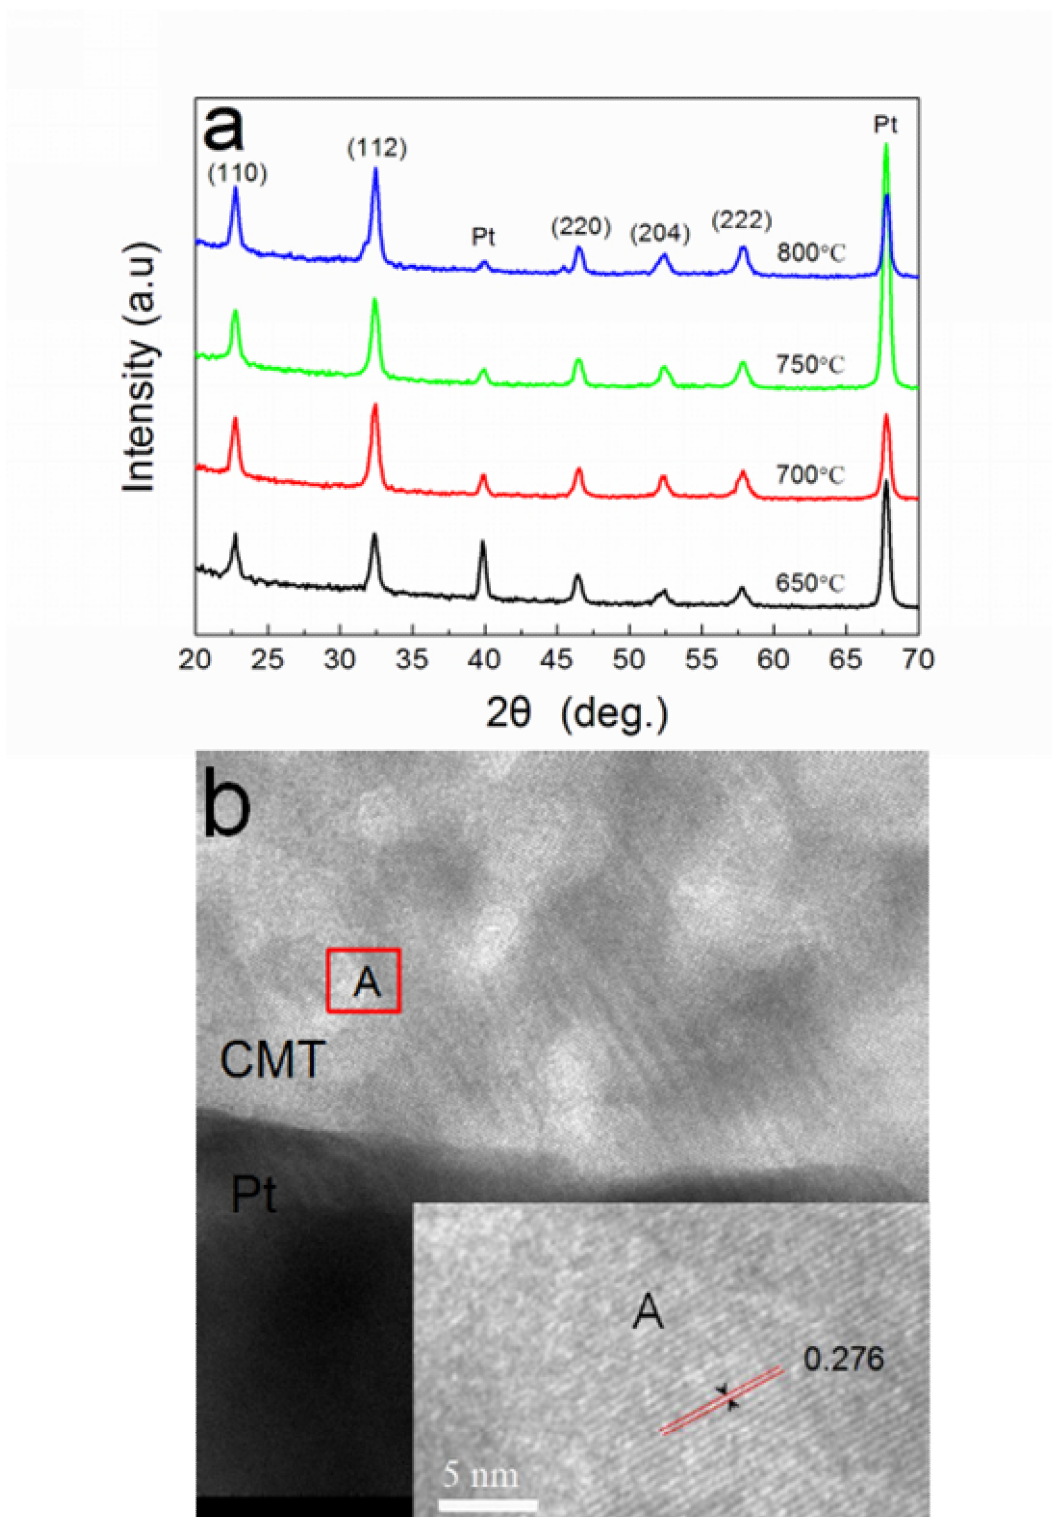 a
Pt
(112)
(110)
(220)
(204)
(222)
Pt
800°C
750°C
700°C
650°C
Intensity (a.u)
20 25 30 35 40 45 50 55 60 65 70
2θ (deg.)
b
A
CMT
Pt
A
0.276
5 nm